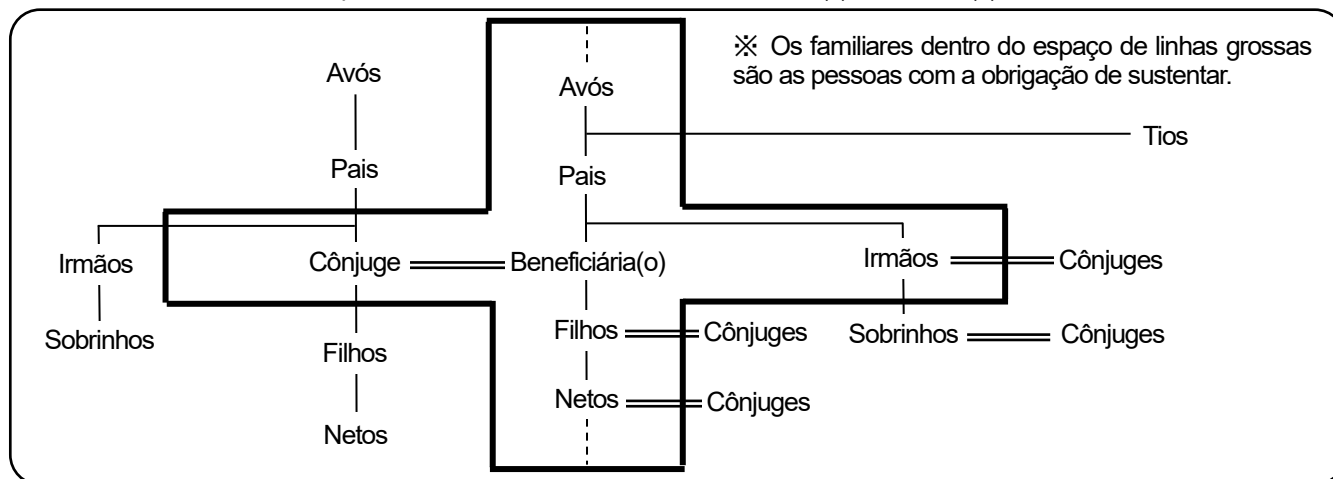 ※ Os familiares dentro do espaço de linhas grossas
são as pessoas com a obrigação de sustentar.
Avós
Avós
Tios
Pais
Pais
Irmãos
Cônjuge
Beneficiária(o)
Irmãos
Cônjuges
Sobrinhos
Filhos
Filhos
Cônjuges
Sobrinhos
Cônjuges
Netos
Netos
Cônjuges